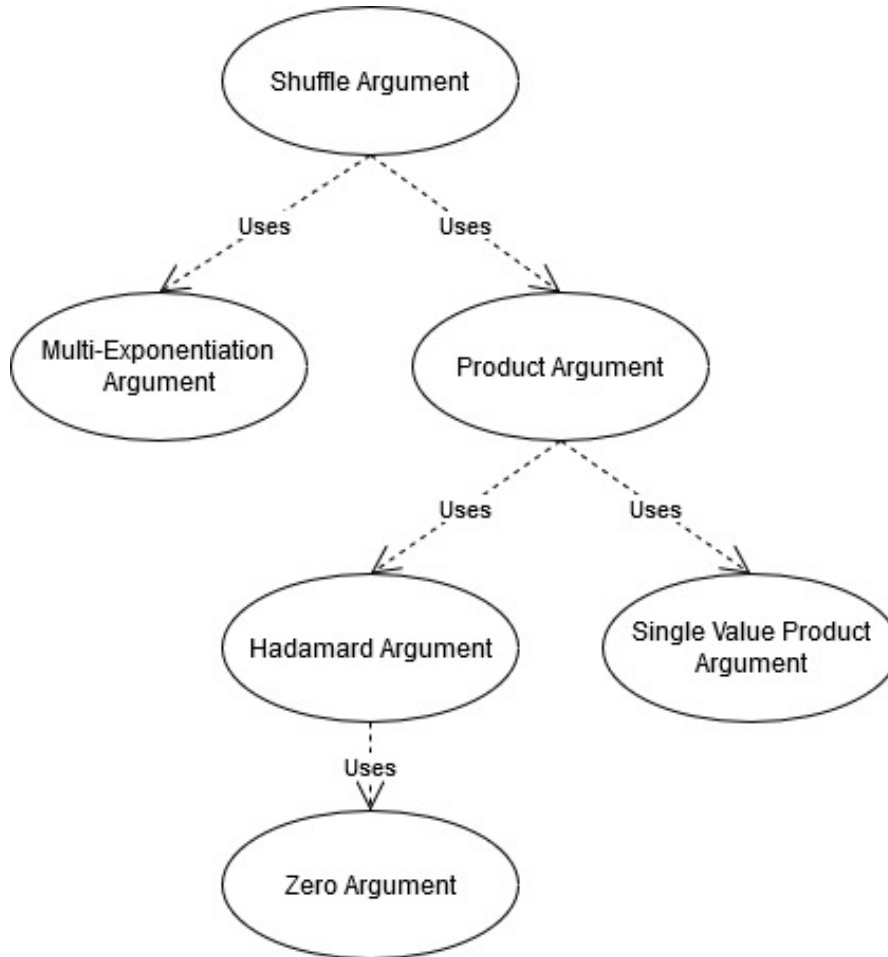 Shuffle Argument
Uses
Uses
Multi-Exponentiation
Argument
Product Argument
Uses
Uses
Hadamard Argument
Single Value Product
Argument
Uses
Zero Argument